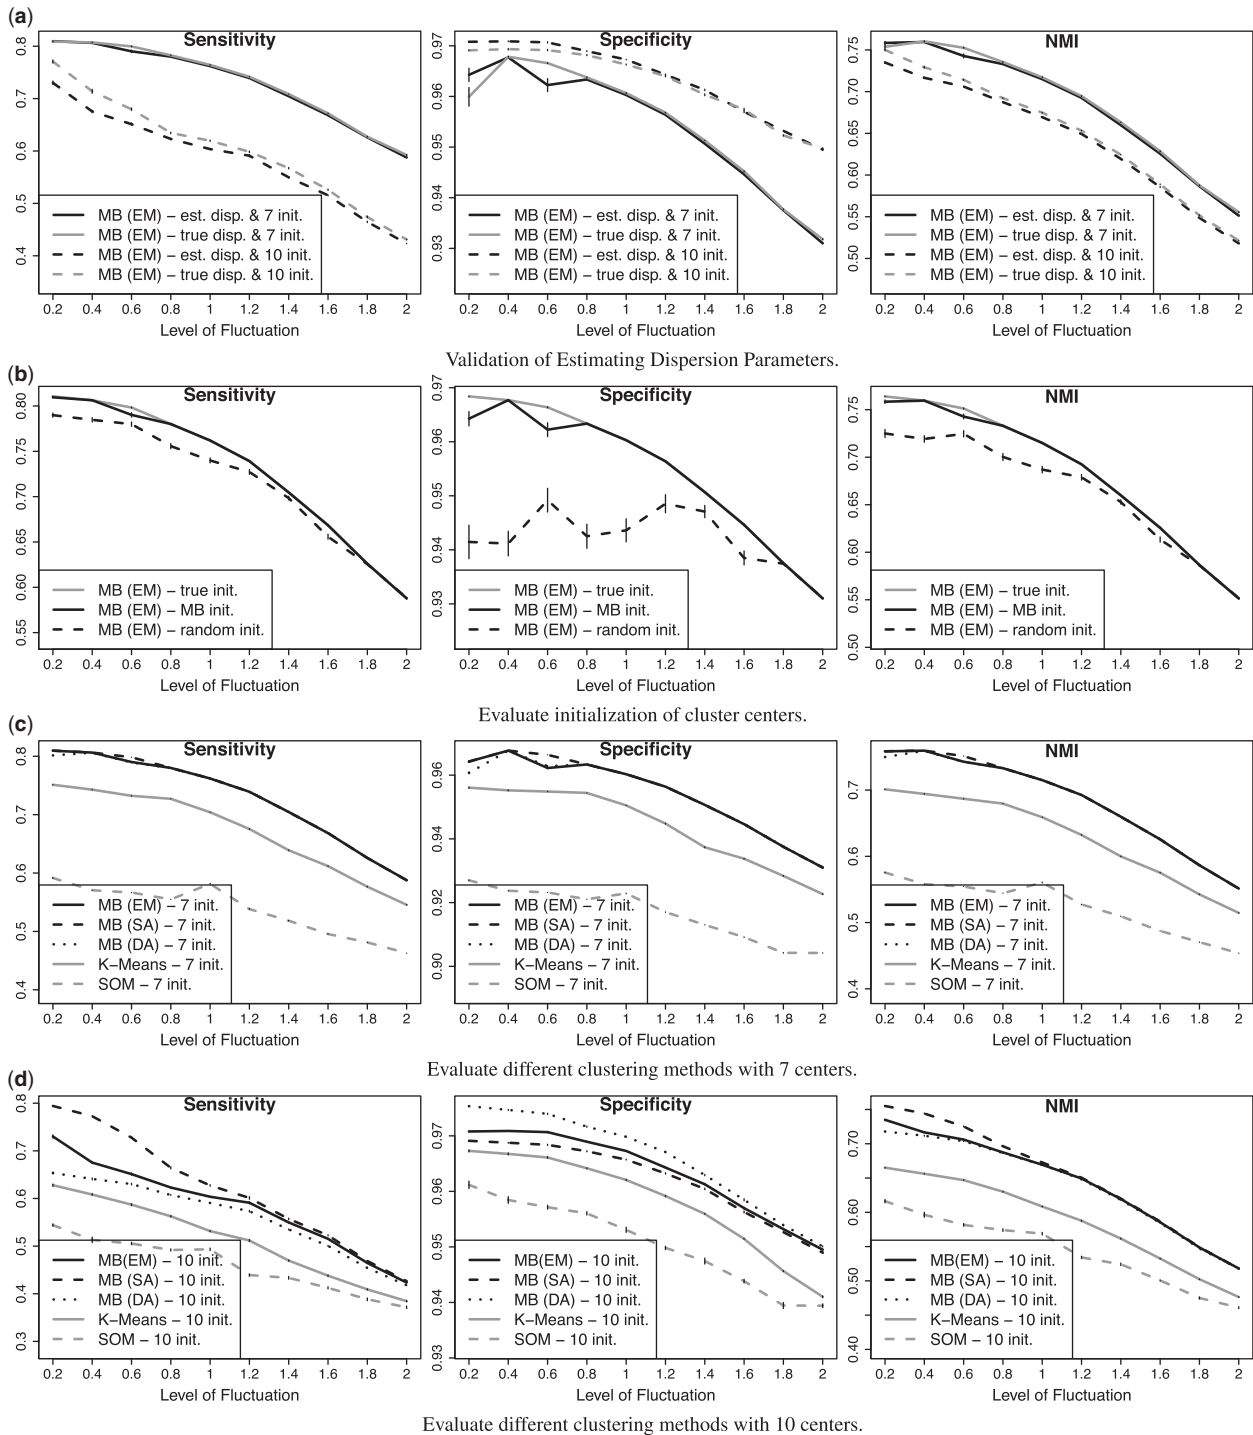 (a)
Sensitivity
0.8
0.7
0.6
0.5
0.4
MB (EM) – est. disp. & 7 init.
MB (EM) – true disp. & 7 init.
MB (EM) – est. disp. & 10 init.
MB (EM) – true disp. & 10 init.
0.2 0.4 0.6 0.8 1 1.2 1.4 1.6 1.8 2
Level of Fluctuation
Specificity
0.97
0.96
0.95
0.94
0.93
MB (EM) – est. disp. & 7 init.
MB (EM) – true disp. & 7 init.
MB (EM) – est. disp. & 10 init.
MB (EM) – true disp. & 10 init.
0.2 0.4 0.6 0.8 1 1.2 1.4 1.6 1.8 2
Level of Fluctuation
NMI
0.75
0.70
0.65
0.60
0.55
0.50
MB (EM) – est. disp. & 7 init.
MB (EM) – true disp. & 7 init.
MB (EM) – est. disp. & 10 init.
MB (EM) – true disp. & 10 init.
0.2 0.4 0.6 0.8 1 1.2 1.4 1.6 1.8 2
Level of Fluctuation
Validation of Estimating Dispersion Parameters.
(b)
Sensitivity
0.80
0.75
0.70
0.65
0.60
0.55
MB (EM) – true init.
MB (EM) – MB init.
MB (EM) – random init.
0.2 0.4 0.6 0.8 1 1.2 1.4 1.6 1.8 2
Level of Fluctuation
Specificity
0.97
0.96
0.95
0.94
0.93
MB (EM) – true init.
MB (EM) – MB init.
MB (EM) – random init.
0.2 0.4 0.6 0.8 1 1.2 1.4 1.6 1.8 2
Level of Fluctuation
NMI
0.75
0.70
0.65
0.60
0.55
0.50
MB (EM) – true init.
MB (EM) – MB init.
MB (EM) – random init.
0.2 0.4 0.6 0.8 1 1.2 1.4 1.6 1.8 2
Level of Fluctuation
Evaluate initialization of cluster centers.
(c)
Sensitivity
0.8
0.7
0.6
0.5
0.4
MB (EM) – 7 init.
MB (SA) – 7 init.
MB (DA) – 7 init.
K–Means – 7 init.
SOM – 7 init.
0.2 0.4 0.6 0.8 1 1.2 1.4 1.6 1.8 2
Level of Fluctuation
Specificity
0.96
0.94
0.92
0.90
MB (EM) – 7 init.
MB (SA) – 7 init.
MB (DA) – 7 init.
K–Means – 7 init.
SOM – 7 init.
0.2 0.4 0.6 0.8 1 1.2 1.4 1.6 1.8 2
Level of Fluctuation
NMI
0.7
0.6
0.5
0.4
MB (EM) – 7 init.
MB (SA) – 7 init.
MB (DA) – 7 init.
K–Means – 7 init.
SOM – 7 init.
0.2 0.4 0.6 0.8 1 1.2 1.4 1.6 1.8 2
Level of Fluctuation
Evaluate different clustering methods with 7 centers.
(d)
Sensitivity
0.8
0.7
0.6
0.5
0.4
0.3
MB(EM) – 10 init.
MB (SA) – 10 init.
MB (DA) – 10 init.
K–Means – 10 init.
SOM – 10 init.
0.2 0.4 0.6 0.8 1 1.2 1.4 1.6 1.8 2
Level of Fluctuation
Specificity
0.97
0.96
0.95
0.94
0.93
MB (EM) – 10 init.
MB (SA) – 10 init.
MB (DA) – 10 init.
K–Means – 10 init.
SOM – 10 init.
0.2 0.4 0.6 0.8 1 1.2 1.4 1.6 1.8 2
Level of Fluctuation
NMI
0.70
0.60
0.50
0.40
MB (EM) – 10 init.
MB (SA) – 10 init.
MB (DA) – 10 init.
K–Means – 10 init.
SOM – 10 init.
0.2 0.4 0.6 0.8 1 1.2 1.4 1.6 1.8 2
Level of Fluctuation
Evaluate different clustering methods with 10 centers.